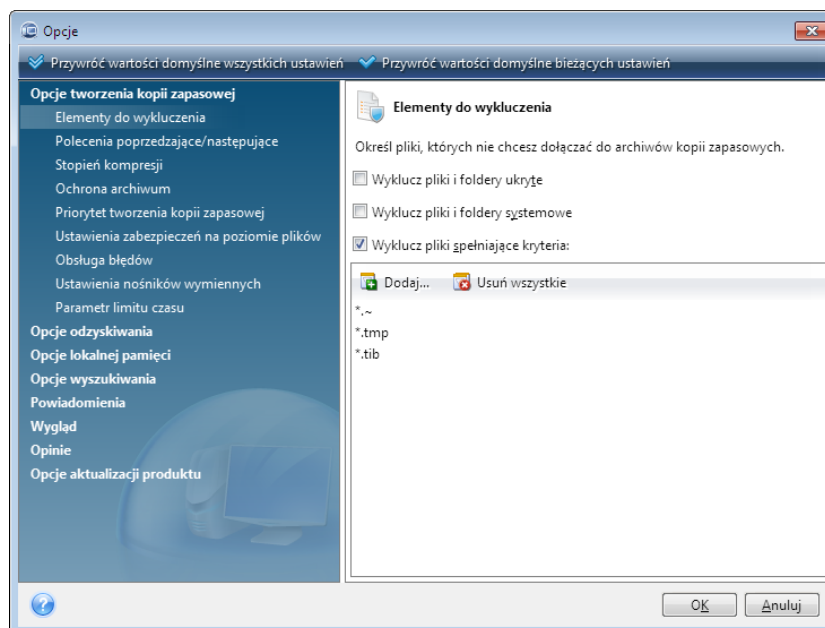 Opcje
Przywróć wartości domyślne wszystkich ustawień
Przywróć wartości domyślne bieżących ustawień
Opcje tworzenia kopii zapasowej
Elementy do wykluczenia
Polecenia poprzedzające/następujące
Stopień kompresji
Ochrona archiwum
Priorytet tworzenia kopii zapasowej
Ustawienia zabezpieczeń na poziomie plików
Obsługa błędów
Ustawienia nośników wymiennych
Parametr limitu czasu
Opcje odzyskiwania
Opcje lokalnej pamięci
Opcje wyszukiwania
Powiadomienia
Wygląd
Opinie
Opcje aktualizacji produktu
Elementy do wykluczenia
Określ pliki, których nie chcesz dołączać do archiwów kopii zapasowych.
Wyklucz pliki i foldery ukryte
Wyklucz pliki i foldery systemowe
Wyklucz pliki spełniające kryteria:
Dodaj...
Usuń wszystkie
*.~
*.tmp
*.tib
OK
Anuluj